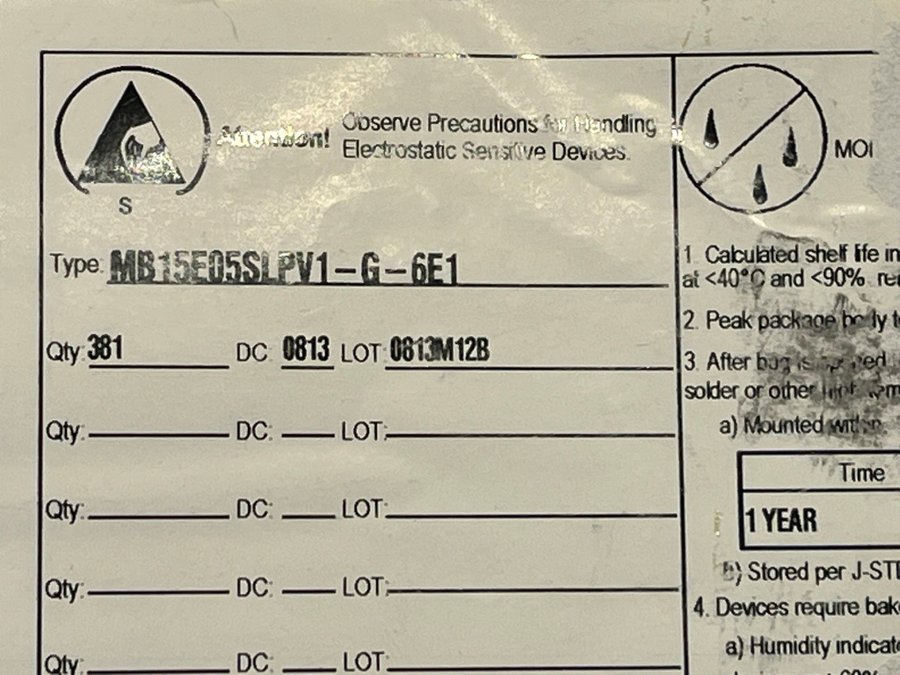 Attention!
Observe Precautions for Handling
Electrostatic Sensitive Devices.
S
Type: MB15E05SLPV1-G-6E1
Qty: 381 DC: 0813 LOT: 0813M12B
Qty: DC: LOT:
Qty: DC: LOT:
Qty: DC: LOT:
Qty: DC: LOT:
MOI
1. Calculated shelf life in
at <40°C and <90% rel
2. Peak package body t
3. After bag is
solder or other
a) Mounted within
Time
1 YEAR
b) Stored per J-STD
4. Devices require bak
a) Humidity indicat